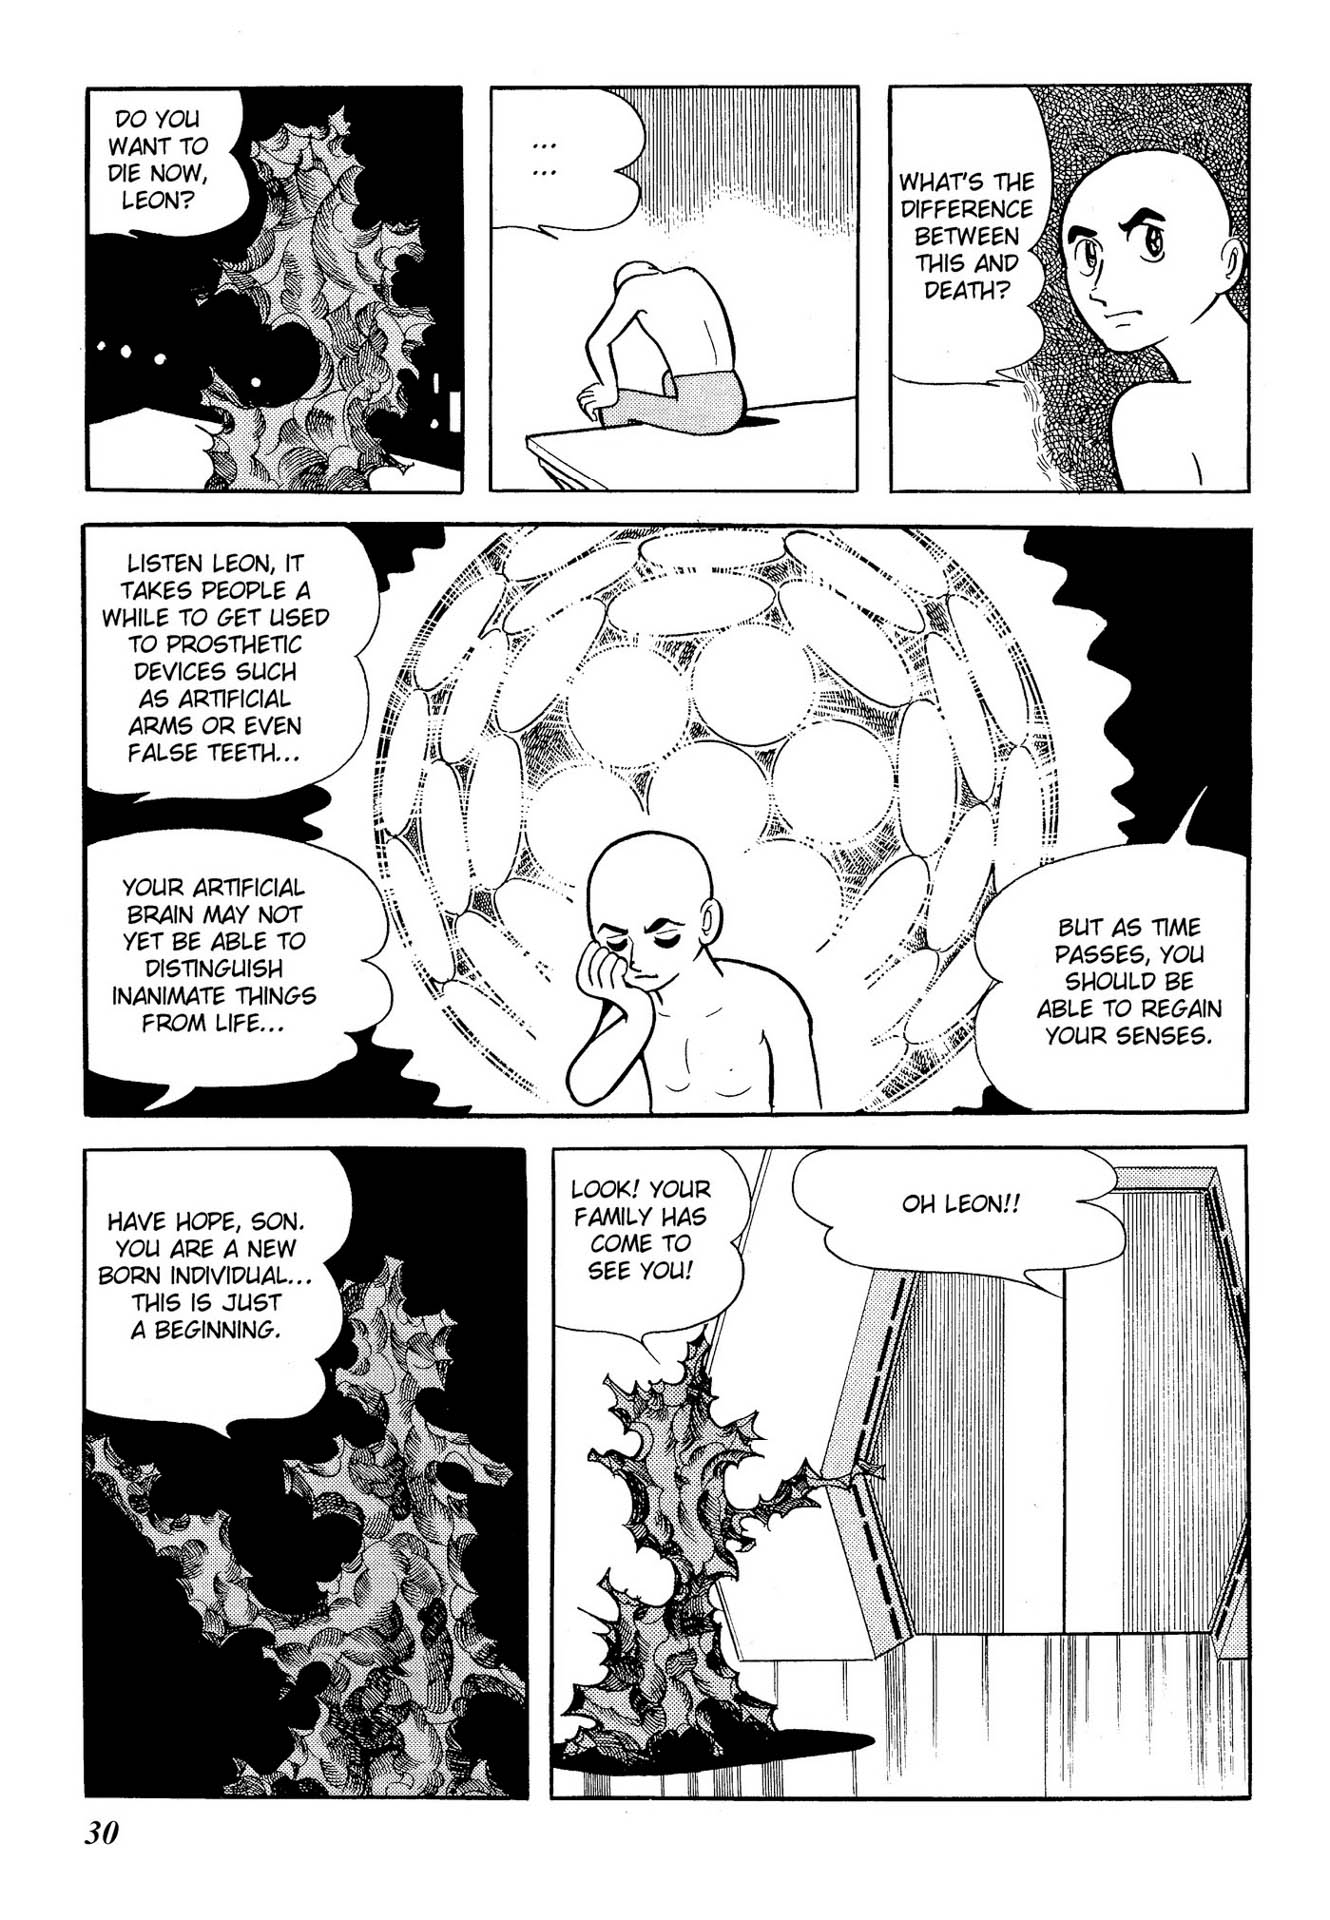 DO YOU
WANT TO
DIE NOW,
LEON?
...
...
WHAT'S THE
DIFFERENCE
BETWEEN
THIS AND
DEATH?
LISTEN LEON, IT
TAKES PEOPLE A
WHILE TO GET USED
TO PROSTHETIC
DEVICES SUCH
AS ARTIFICIAL
ARMS OR EVEN
FALSE TEETH...
YOUR ARTIFICIAL
BRAIN MAY NOT
YET BE ABLE TO
DISTINGUISH
INANIMATE THINGS
FROM LIFE...
BUT AS TIME
PASSES, YOU
SHOULD BE
ABLE TO REGAIN
YOUR SENSES.
HAVE HOPE, SON.
YOU ARE A NEW
BORN INDIVIDUAL...
THIS IS JUST
A BEGINNING.
LOOK! YOUR
FAMILY HAS
COME TO
SEE YOU!
OH LEON!!
30